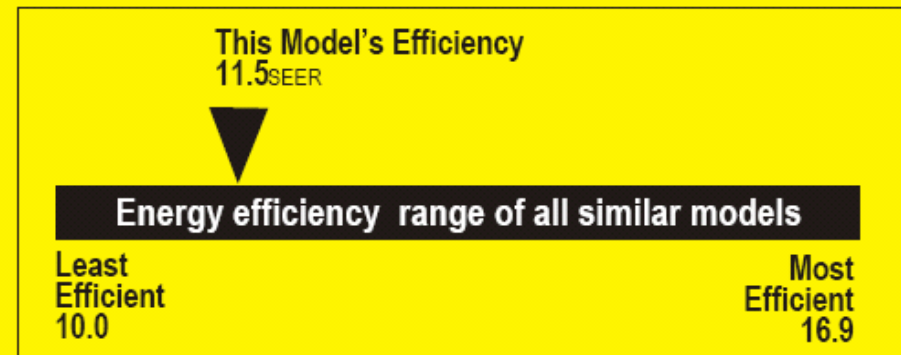 This Model’s Efficiency
11.5SEER
Energy efficiency range of all similar models
Least
Efficient
10.0
Most
Efficient
16.9